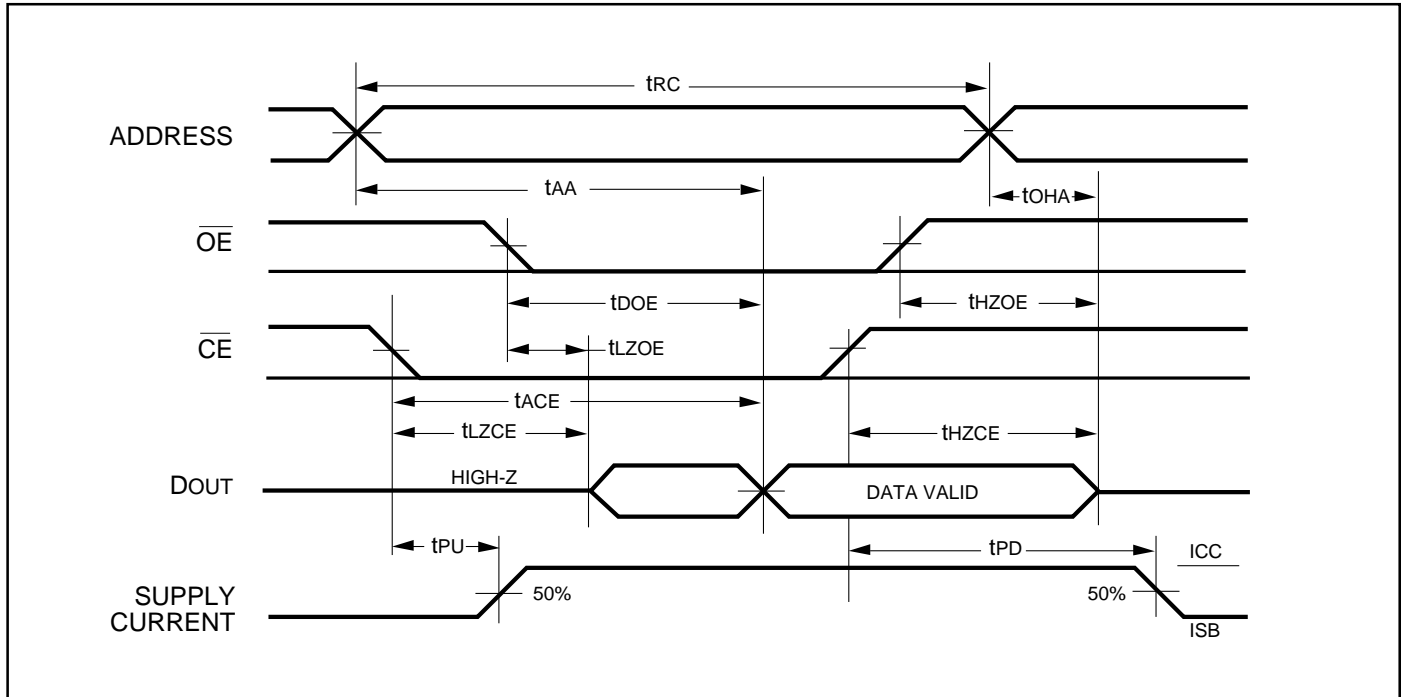 tRC
ADDRESS
tAA
tOHA
OE
tDOE
tHZOE
CE
tLZOE
tACE
tLZCE
tHZCE
HIGH-Z
DOUT
DATA VALID
tPU
tPD
ICC
50%
50%
SUPPLY
CURRENT
ISB